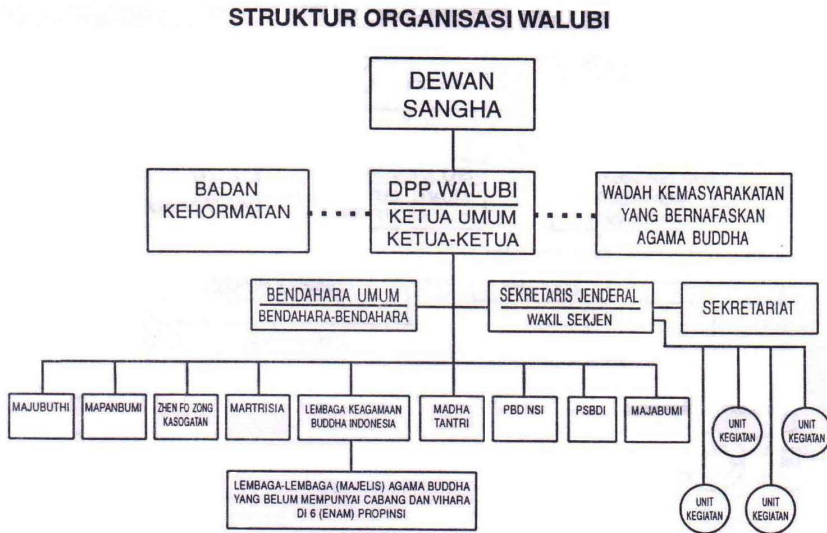 STRUKTUR ORGANISASI WALUBI
DEWAN
SANGHA
BADAN
KEHORMATAN
DPP WALUBI
KETUA UMUM
KETUA-KETUA
WADAH KEMASYARAKATAN
YANG BERNAFASKAN
AGAMA BUDDHA
BENDAHARA UMUM
BENDAHARA-BENDAHARA
SEKRETARIS JENDERAL
WAKIL SEKJEN
SEKRETARIAT
MAJUBUTHI
MAPANBUMI
ZHEN FO ZONG
KASOGATAN
MARTRISIA
LEMBAGA KEAGAMAAN
BUDDHA INDONESIA
MADHA
TANTRI
PBD NSI
PSBDI
MAJABUMI
UNIT
KEGIATAN
UNIT
KEGIATAN
LEMBAGA-LEMBAGA (MAJELIS) AGAMA BUDDHA
YANG BELUM MEMPUNYAI CABANG DAN VIHARA
DI 6 (ENAM) PROPINSI
UNIT
KEGIATAN
UNIT
KEGIATAN